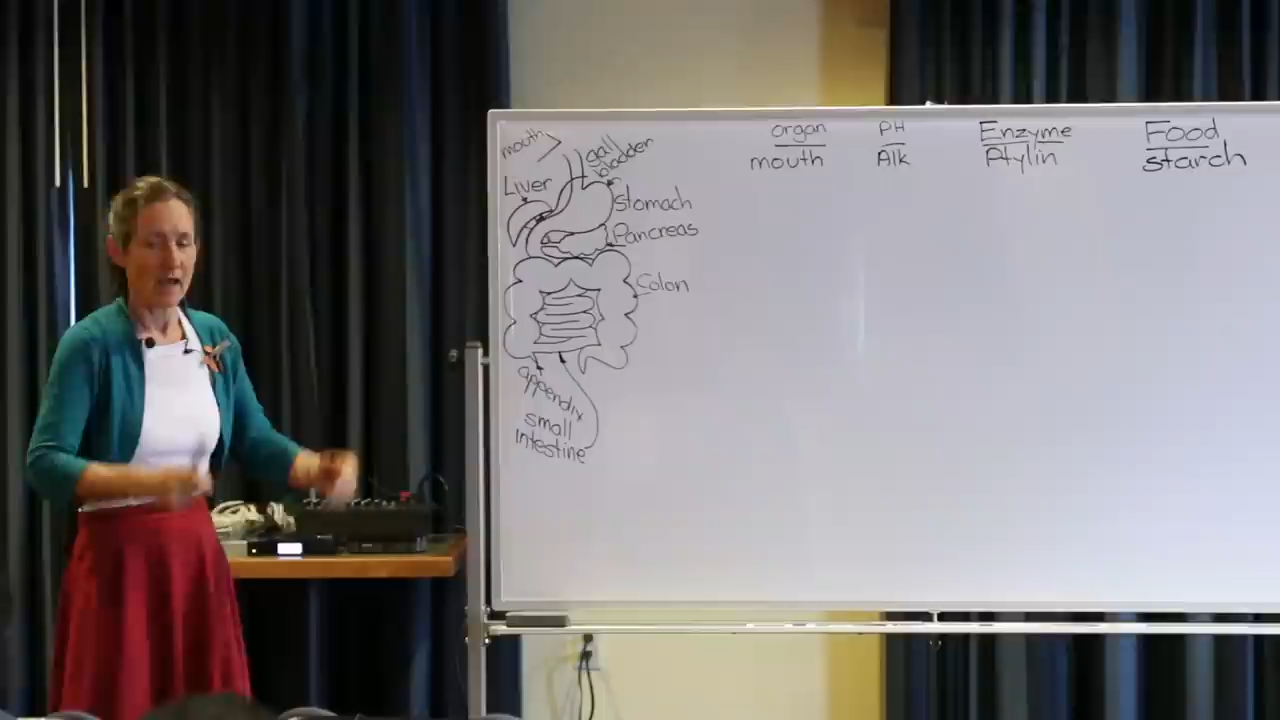 mouth
gall
bladder
Liver
stomach
Pancreas
Colon
appendix
small
intestine
organ PH Enzyme Food
mouth Alk Ptylin starch